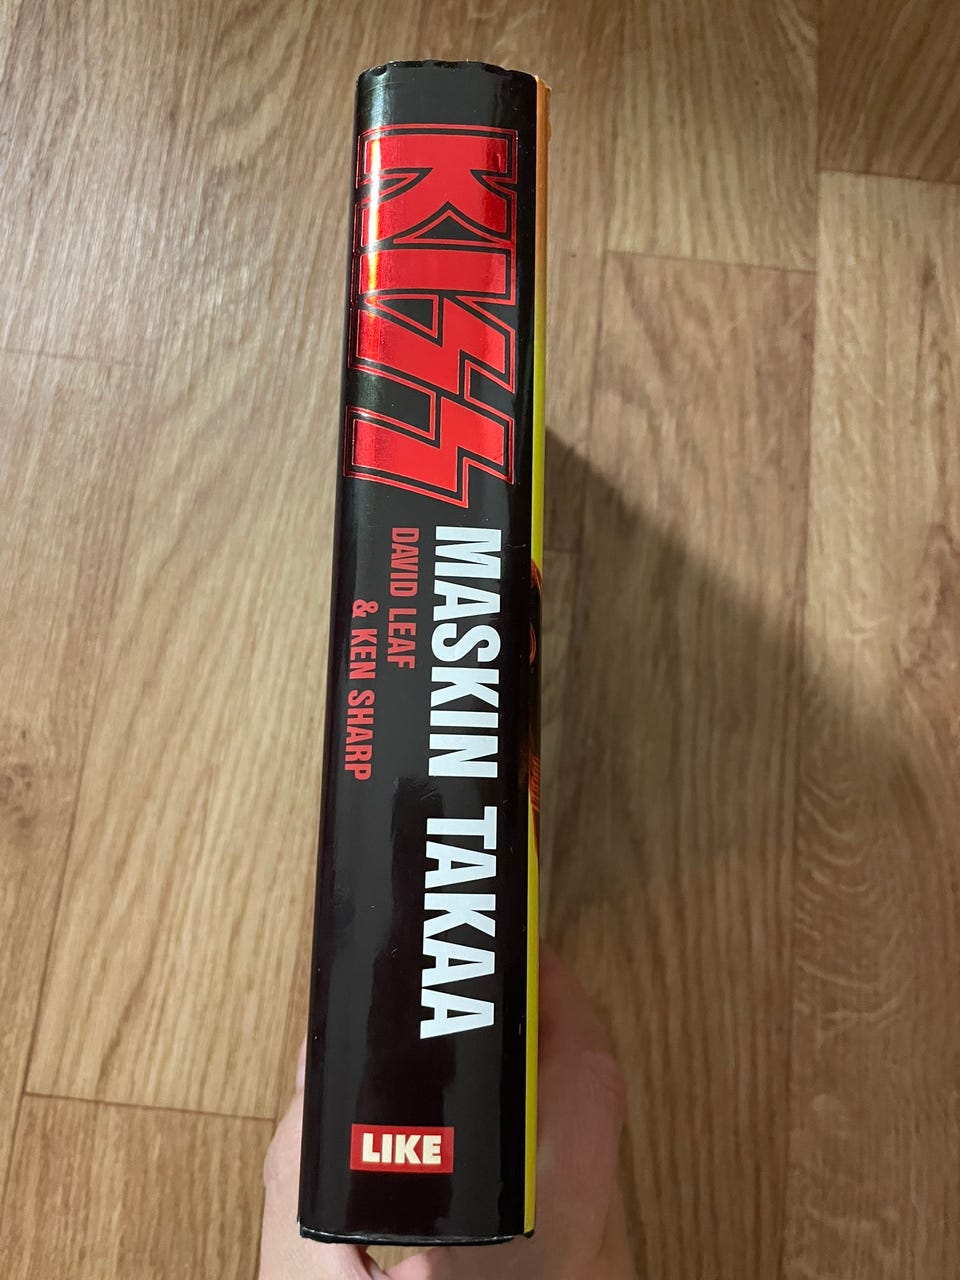 KISS
MASKIN TAKAA
DAVID LEAF
& KEN SHARP
LIKE